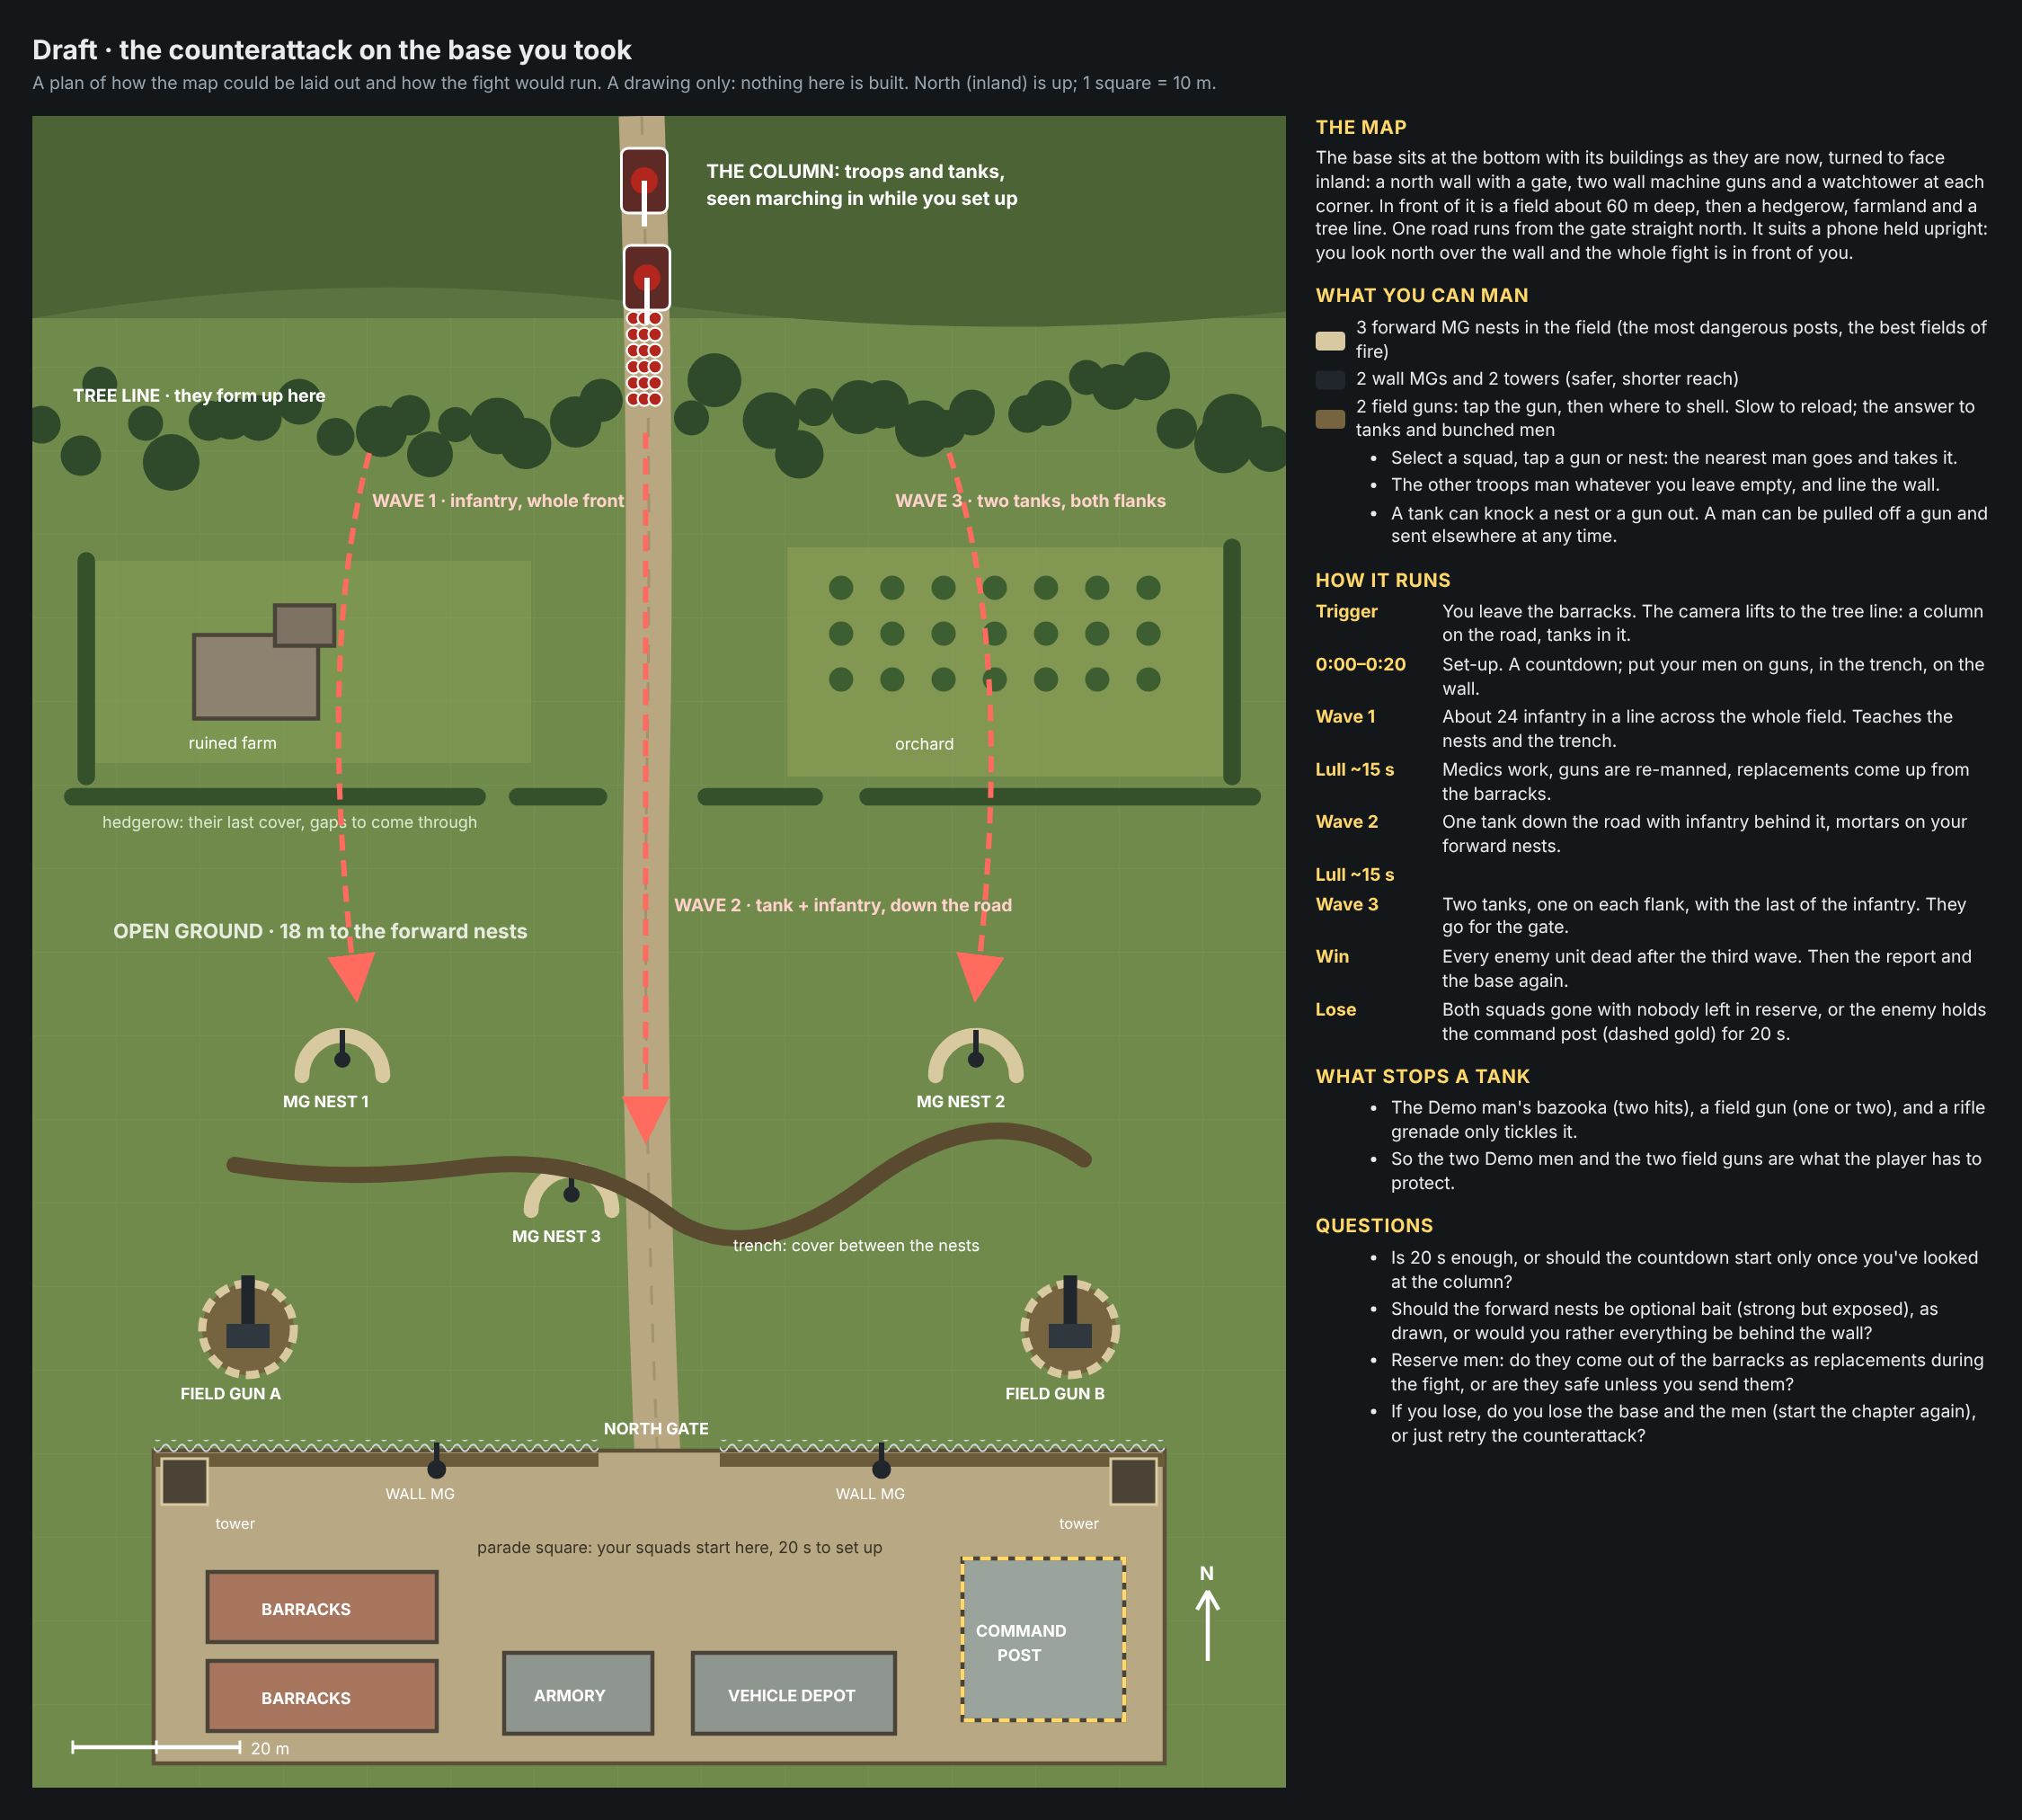 Draft · the counterattack on the base you took
A plan of how the map could be laid out and how the fight would run. A drawing only: nothing here is built. North (inland) is up; 1 square = 10 m.
THE COLUMN: troops and tanks,
seen marching in while you set up
TREE LINE · they form up here
WAVE 1 · infantry, whole front
WAVE 3 · two tanks, both flanks
ruined farm
orchard
hedgerow: their last cover, gaps to come through
WAVE 2 · tank + infantry, down the road
OPEN GROUND · 18 m to the forward nests
MG NEST 1
MG NEST 2
MG NEST 3
trench: cover between the nests
FIELD GUN A
FIELD GUN B
NORTH GATE
WALL MG
WALL MG
tower
tower
parade square: your squads start here, 20 s to set up
N
BARRACKS
COMMAND
POST
BARRACKS
ARMORY
VEHICLE DEPOT
20 m
THE MAP
The base sits at the bottom with its buildings as they are now, turned to face
inland: a north wall with a gate, two wall machine guns and a watchtower at each
corner. In front of it is a field about 60 m deep, then a hedgerow, farmland and a
tree line. One road runs from the gate straight north. It suits a phone held upright:
you look north over the wall and the whole fight is in front of you.
WHAT YOU CAN MAN
3 forward MG nests in the field (the most dangerous posts, the best fields of
fire)
2 wall MGs and 2 towers (safer, shorter reach)
2 field guns: tap the gun, then where to shell. Slow to reload; the answer to
tanks and bunched men
• Select a squad, tap a gun or nest: the nearest man goes and takes it.
• The other troops man whatever you leave empty, and line the wall.
• A tank can knock a nest or a gun out. A man can be pulled off a gun and
sent elsewhere at any time.
HOW IT RUNS
Trigger You leave the barracks. The camera lifts to the tree line: a column
on the road, tanks in it.
0:00–0:20 Set-up. A countdown; put your men on guns, in the trench, on the
wall.
Wave 1 About 24 infantry in a line across the whole field. Teaches the
nests and the trench.
Lull ~15 s Medics work, guns are re-manned, replacements come up from
the barracks.
Wave 2 One tank down the road with infantry behind it, mortars on your
forward nests.
Lull ~15 s
Wave 3 Two tanks, one on each flank, with the last of the infantry. They
go for the gate.
Win Every enemy unit dead after the third wave. Then the report and
the base again.
Lose Both squads gone with nobody left in reserve, or the enemy holds
the command post (dashed gold) for 20 s.
WHAT STOPS A TANK
• The Demo man's bazooka (two hits), a field gun (one or two), and a rifle
grenade only tickles it.
• So the two Demo men and the two field guns are what the player has to
protect.
QUESTIONS
• Is 20 s enough, or should the countdown start only once you've looked
at the column?
• Should the forward nests be optional bait (strong but exposed), as
drawn, or would you rather everything be behind the wall?
• Reserve men: do they come out of the barracks as replacements during
the fight, or are they safe unless you send them?
• If you lose, do you lose the base and the men (start the chapter again),
or just retry the counterattack?